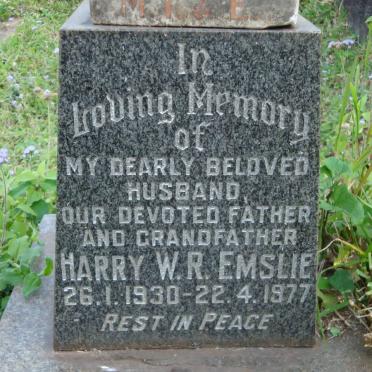 In
Loving Memory
of
MY DEARLY BELOVED
HUSBAND,
OUR DEVOTED FATHER
AND GRANDFATHER
HARRY W. R. EMSLIE
26.1.1930-22.4.1977
REST IN PEACE